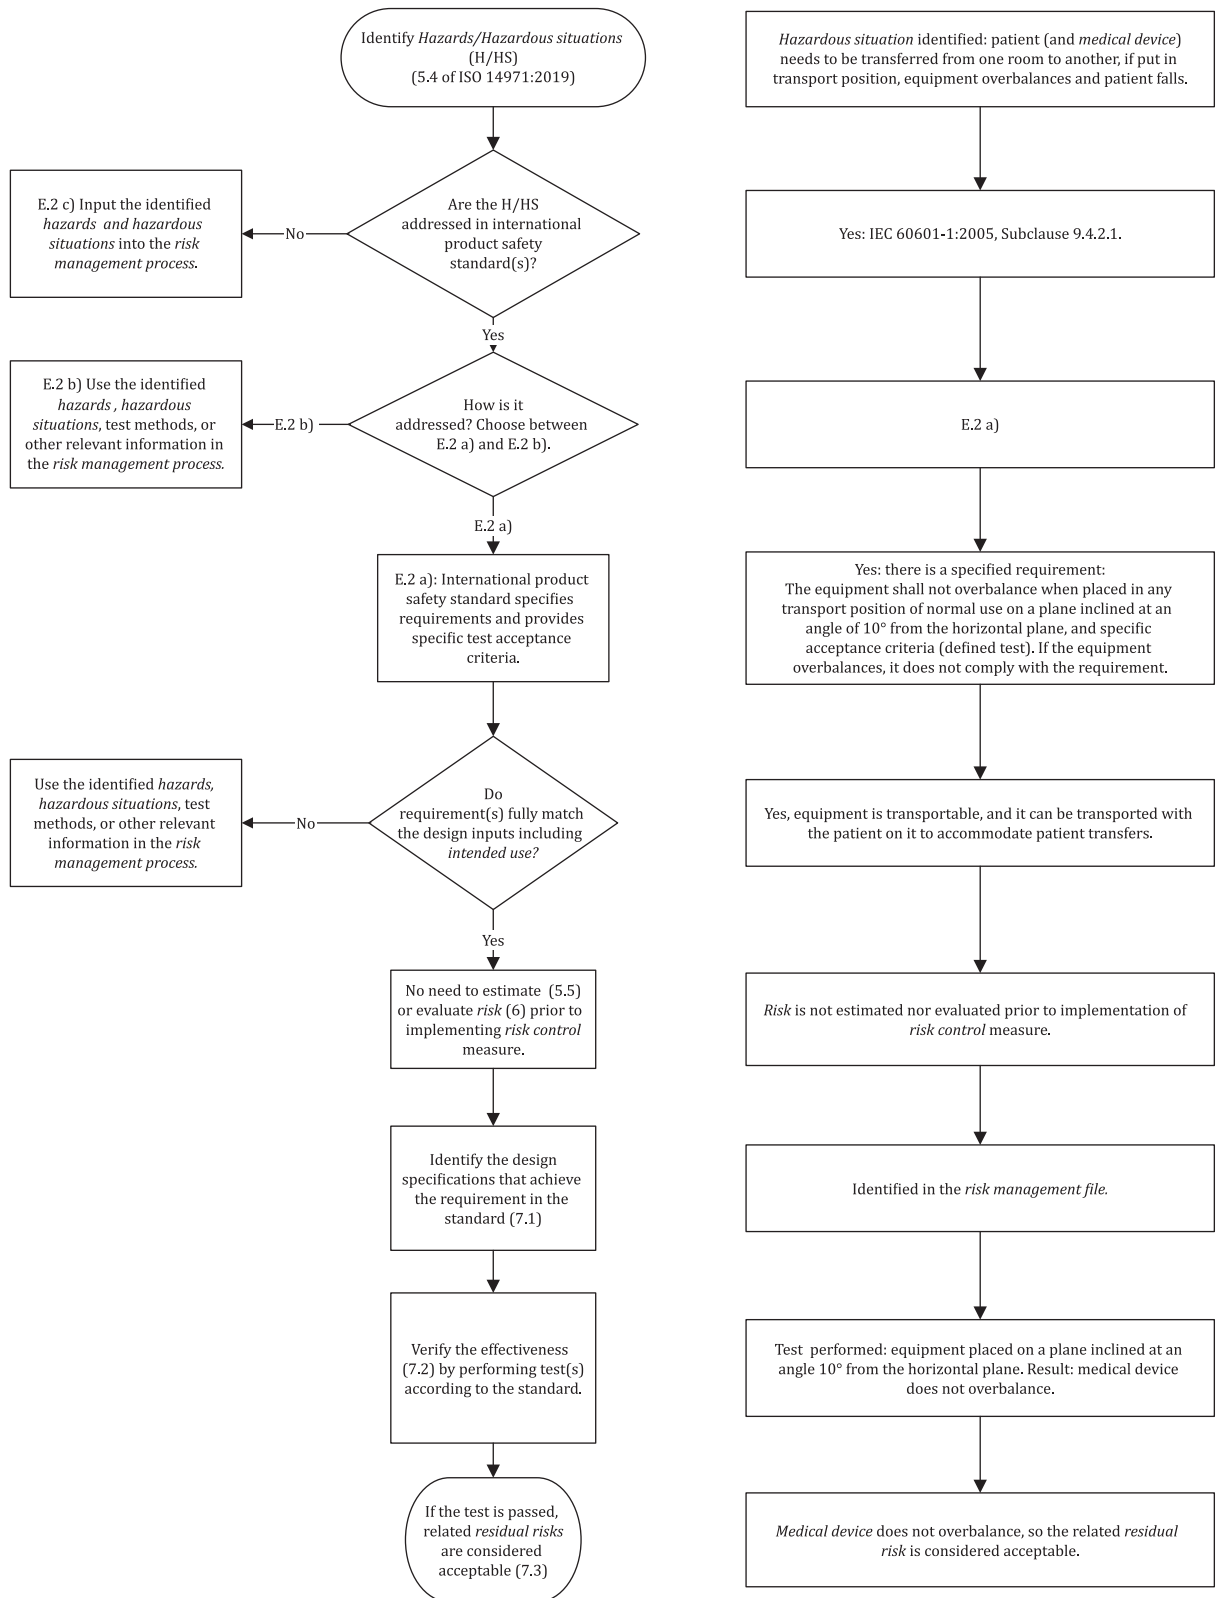 Identify Hazards/Hazardous situations
(H/HS)
(5.4 of ISO 14971:2019)
Are the H/HS
addressed in international
product safety
standard(s)?
No
E.2 c) Input the identified
hazards and hazardous
situations into the risk
management process.
Yes
How is it
addressed? Choose between
E.2 a) and E.2 b).
E.2 b)
E.2 b) Use the identified
hazards , hazardous
situations, test methods, or
other relevant information in
the risk management process.
E.2 a)
E.2 a): International product
safety standard specifies
requirements and provides
specific test acceptance
criteria.
Do
requirement(s) fully match
the design inputs including
intended use?
No
Use the identified hazards,
hazardous situations, test
methods, or other relevant
information in the risk
management process.
Yes
No need to estimate (5.5)
or evaluate risk (6) prior to
implementing risk control
measure.
Identify the design
specifications that achieve
the requirement in the
standard (7.1)
Verify the effectiveness
(7.2) by performing test(s)
according to the standard.
If the test is passed,
related residual risks
are considered
acceptable (7.3)
Hazardous situation identified: patient (and medical device)
needs to be transferred from one room to another, if put in
transport position, equipment overbalances and patient falls.
Yes: IEC 60601-1:2005, Subclause 9.4.2.1.
E.2 a)
Yes: there is a specified requirement:
The equipment shall not overbalance when placed in any
transport position of normal use on a plane inclined at an
angle of 10° from the horizontal plane, and specific
acceptance criteria (defined test). If the equipment
overbalances, it does not comply with the requirement.
Yes, equipment is transportable, and it can be transported with
the patient on it to accommodate patient transfers.
Risk is not estimated nor evaluated prior to implementation of
risk control measure.
Identified in the risk management file.
Test performed: equipment placed on a plane inclined at an
angle 10° from the horizontal plane. Result: medical device
does not overbalance.
Medical device does not overbalance, so the related residual
risk is considered acceptable.